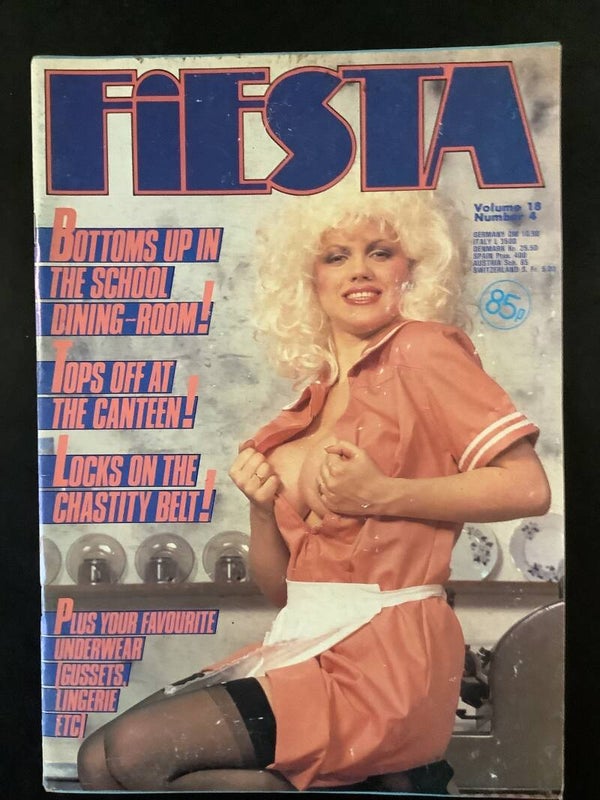 FiESTA
Volume 18
Number 4
GERMANY DM 10.90
ITALY L 3500
DENMARK Kr. 26.50
SPAIN Ptas. 400
AUSTRIA Sch. 85
SWITZERLAND S. Fr. 9.00
85p
BOTTOMS UP IN
THE SCHOOL
DINING-ROOM!
TOPS OFF AT
THE CANTEEN!
LOCKS ON THE
CHASTITY BELT!
PLUS YOUR FAVOURITE
UNDERWEAR
(GUSSETS,
LINGERIE
ETC)